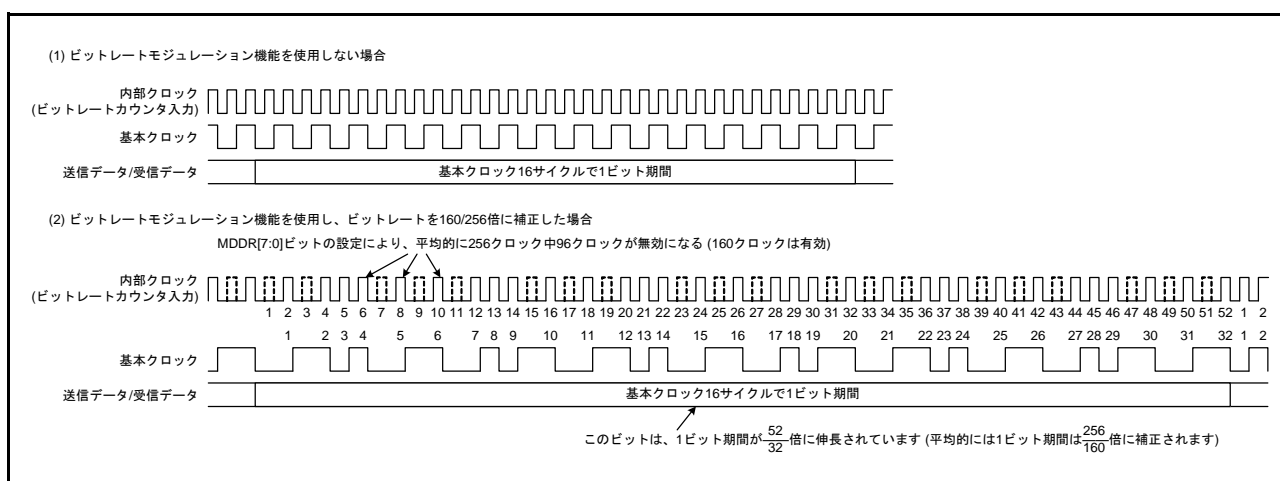 (1) ビットレートモジュレーション機能を使用しない場合
内部クロック
(ビットレートカウンタ入力)
基本クロック
送信データ/受信データ
基本クロック16サイクルで1ビット期間
(2) ビットレートモジュレーション機能を使用し、ビットレートを160/256倍に補正した場合
MDDR[7:0]ビットの設定により、平均的に256クロック中96クロックが無効になる (160クロックは有効)
内部クロック
(ビットレートカウンタ入力)
1 2 3 4 5 6 7 8 9 10 11 12 13 14 15 16 17 18 19 20 21 22 23 24 25 26 27 28 29 30 31 32 33 34 35 36 37 38 39 40 41 42 43 44 45 46 47 48 49 50 51 52 1 2
1 2 3 4 5 6 7 8 9 10 11 12 13 14 15 16 17 18 19 20 21 22 23 24 25 26 27 28 29 30 31 32 1 2
基本クロック
送信データ/受信データ
基本クロック16サイクルで1ビット期間
このビットは、1ビット期間が52/32倍に伸長されています (平均的には1ビット期間は256/160倍に補正されます)